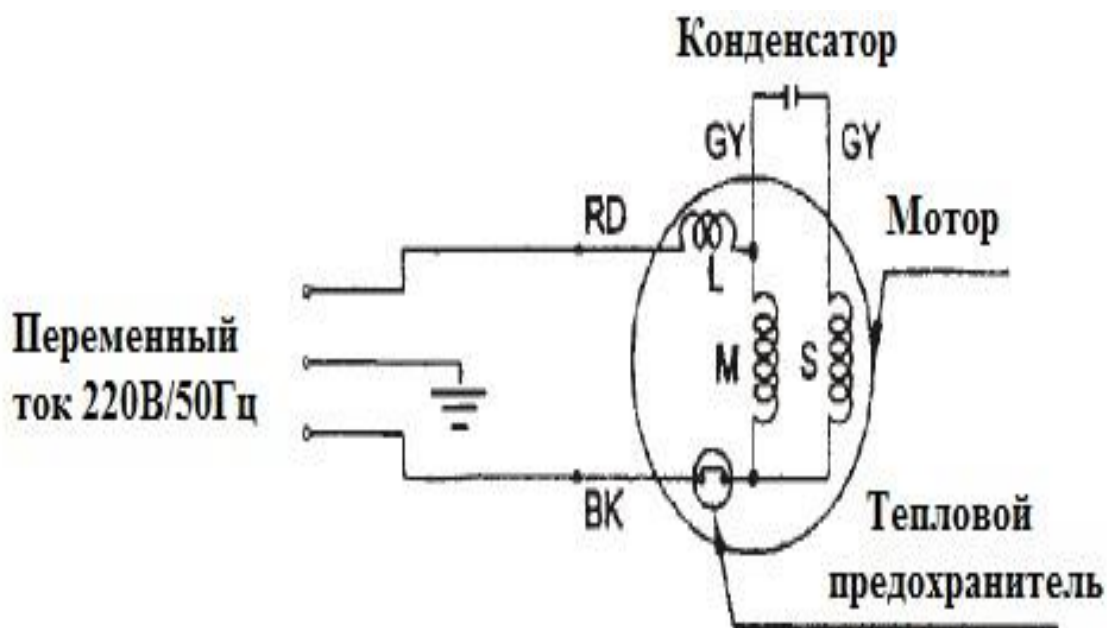 Конденсатор
GY GY
RD
Мотор
L
Переменный
ток 220В/50Гц
M S
BK
Тепловой
предохранитель